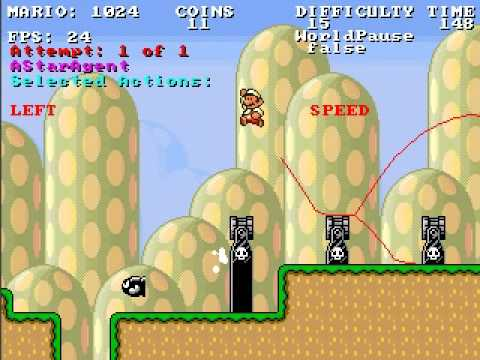 MARIO: 1024 COINS DIFFICULTY TIME
11 15 148
FPS: 24 WorldPause
Attempt: 1 of 1 false
AStarAgent
Selected Actions:
LEFT SPEED